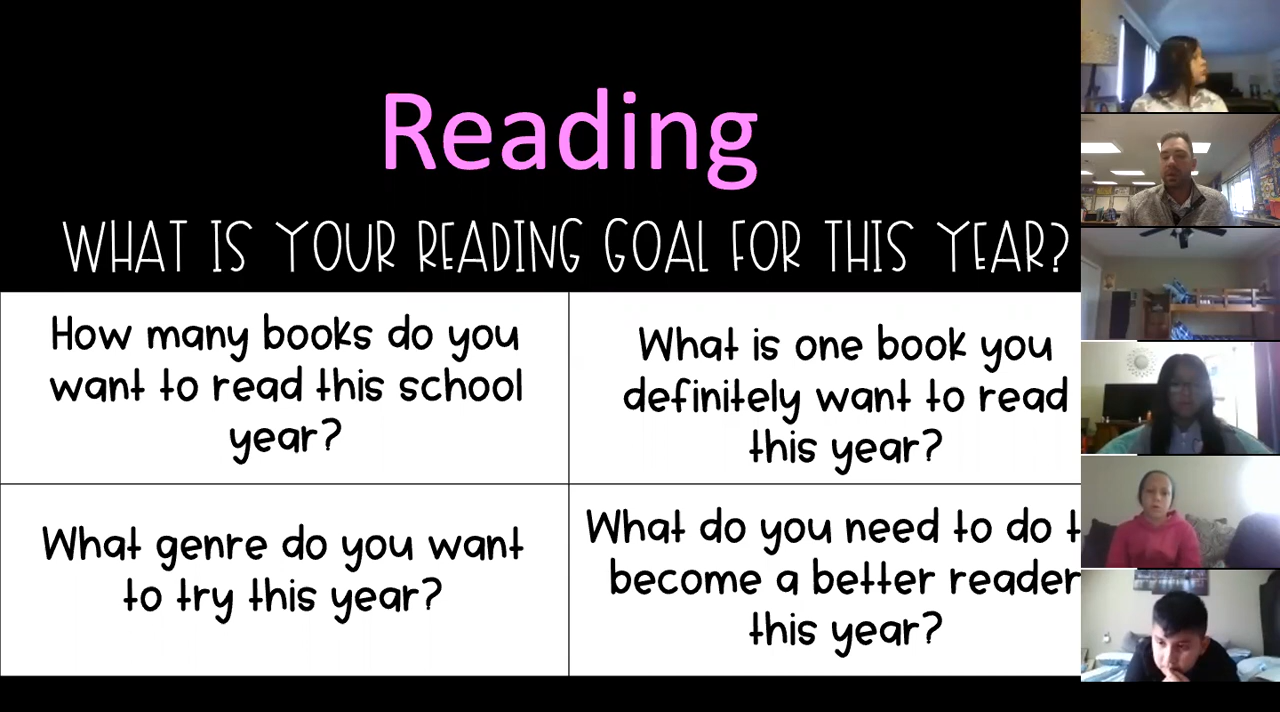 Reading
WHAT IS YOUR READING GOAL FOR THIS YEAR?
How many books do you
want to read this school
year?
What is one book you
definitely want to read
this year?
What genre do you want
to try this year?
What do you need to do t
become a better reader
this year?